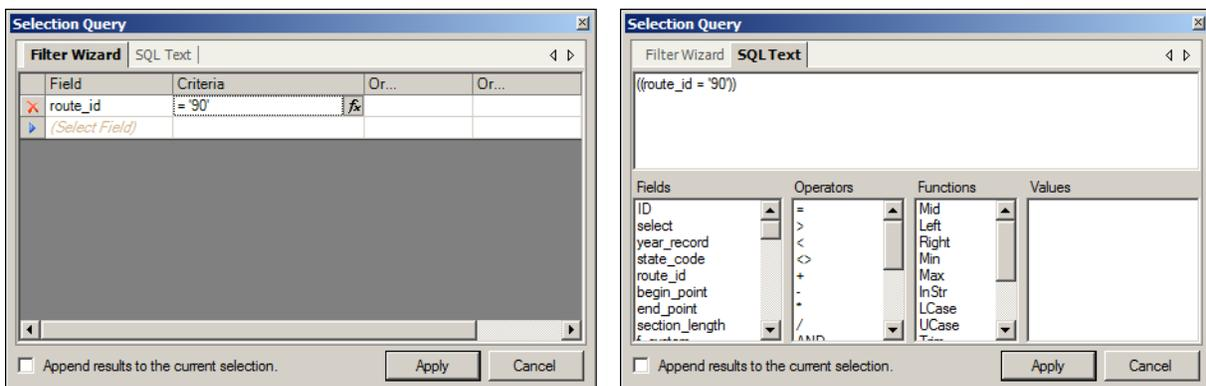 Selection Query
Filter Wizard SQL Text
Field Criteria Or... Or...
route_id = '90' fx
(Select Field)
Append results to the current selection. Apply Cancel
Selection Query
Filter Wizard SQL Text
((route_id = '90'))
Fields Operators Functions Values
ID = Mid
select > Left
year_record < Right
state_code <> Min
route_id + Max
begin_point - InStr
end_point * LCase
section_length / UCase
AND
Append results to the current selection. Apply Cancel